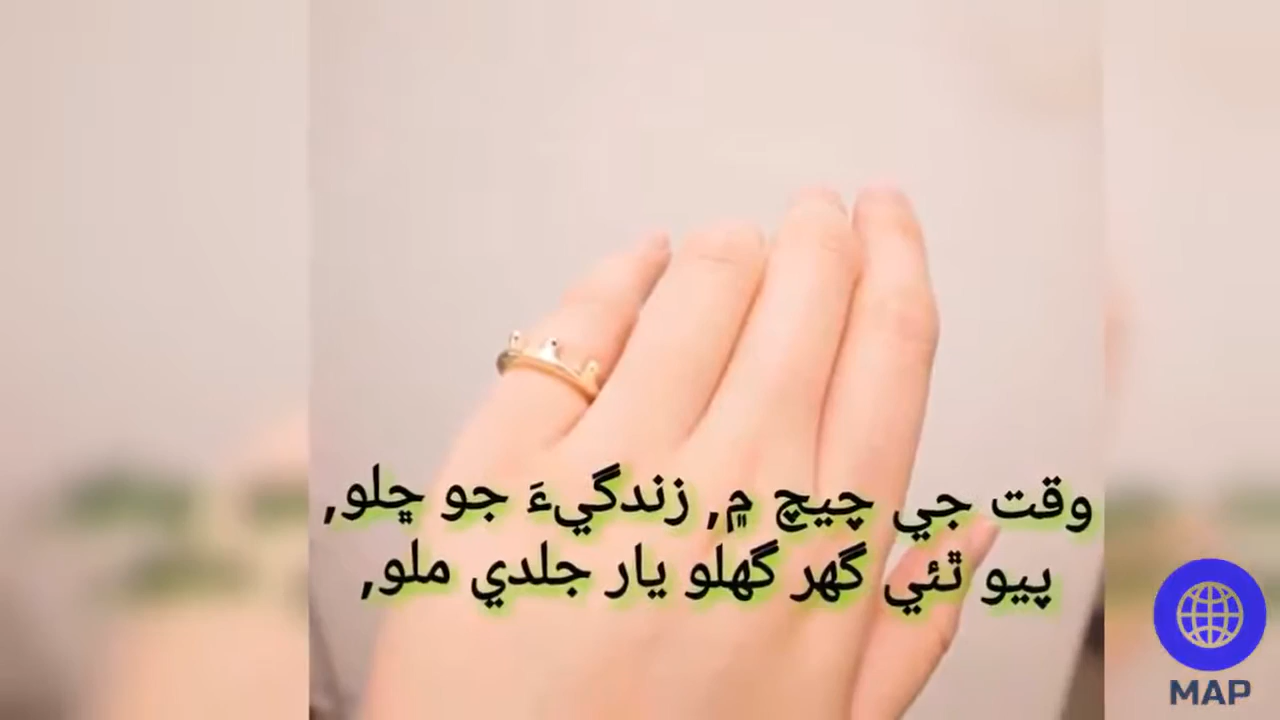 وقت جي چيچ ۾, زندگيءَ جو ڇلو,
پيو ٿئي گهر گهلو يار جلدي ملو,
MAP